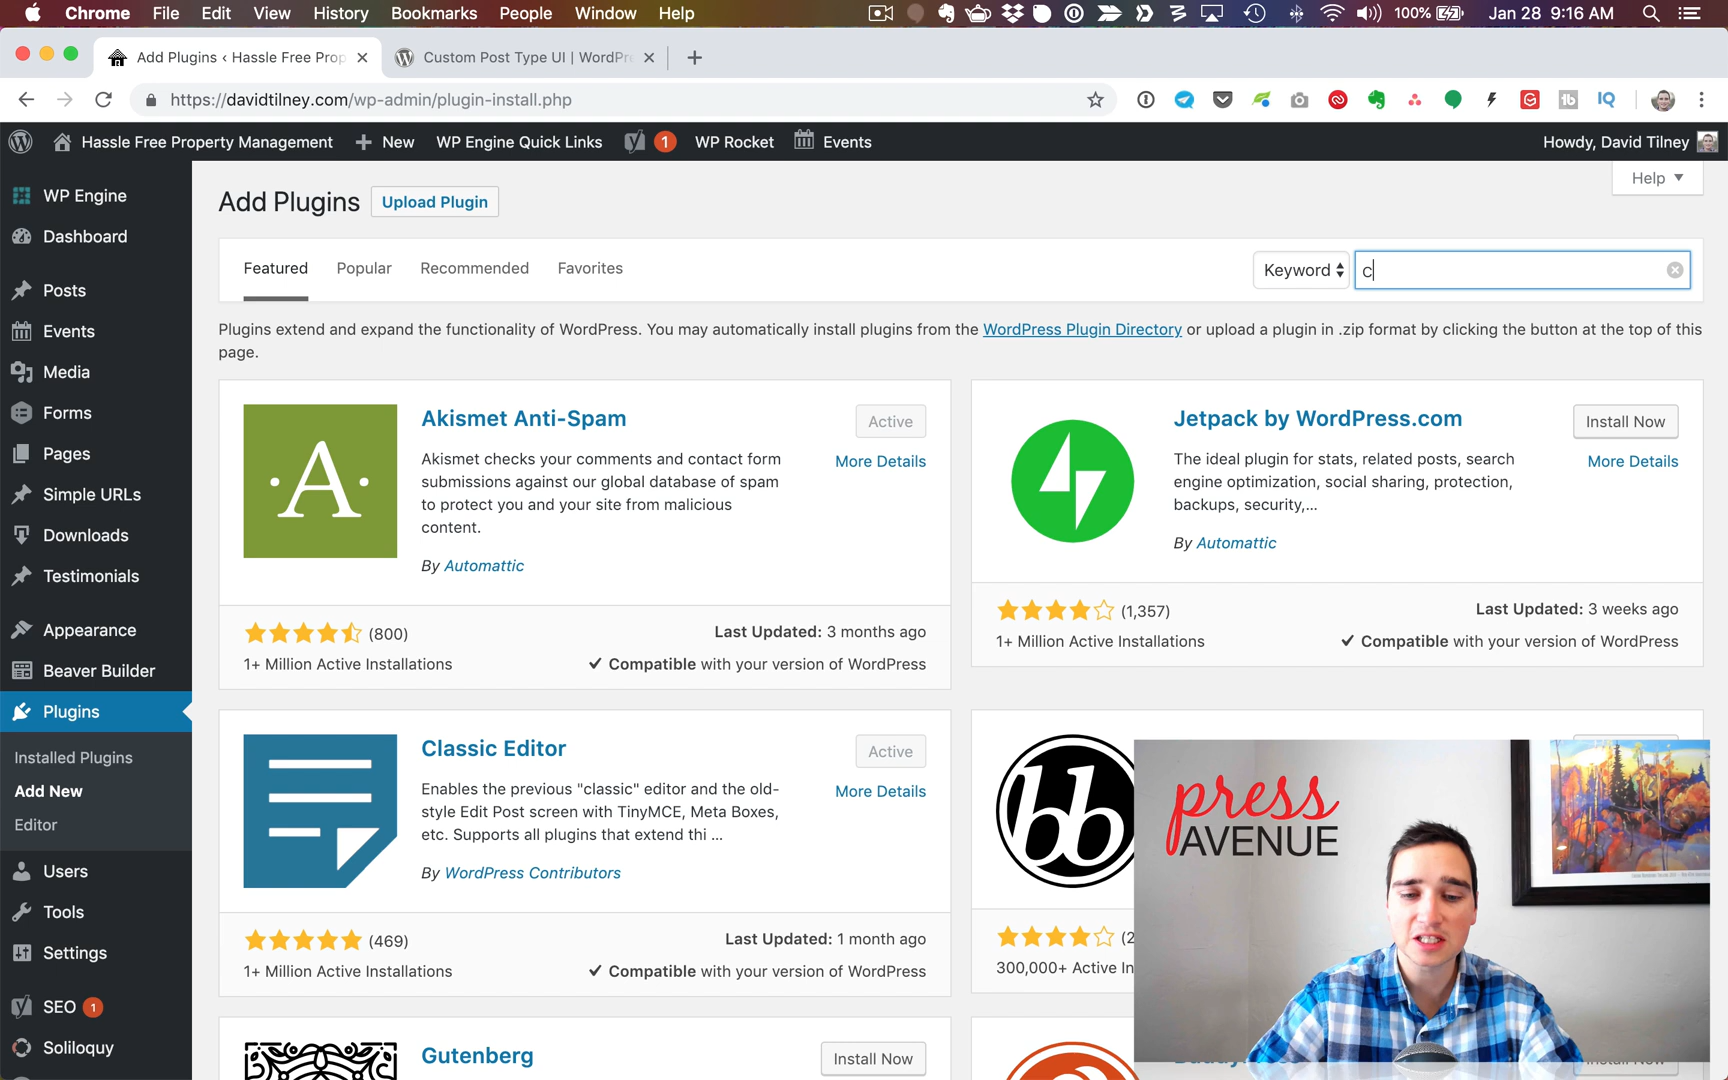 Chrome File Edit View History Bookmarks People Window Help 100% Jan 28 9:16 AM
Add Plugins ‹ Hassle Free Prop
Custom Post Type UI | WordPre
https://davidtilney.com/wp-admin/plugin-install.php
Hassle Free Property Management New WP Engine Quick Links 1 WP Rocket Events Howdy, David Tilney
WP Engine
Dashboard
Posts
Events
Media
Forms
Pages
Simple URLs
Downloads
Testimonials
Appearance
Beaver Builder
Plugins
Installed Plugins
Add New
Editor
Users
Tools
Settings
SEO 1
Soliloquy
Help
Add Plugins Upload Plugin
Featured Popular Recommended Favorites Keyword c
Plugins extend and expand the functionality of WordPress. You may automatically install plugins from the WordPress Plugin Directory or upload a plugin in .zip format by clicking the button at the top of this
page.
A
Akismet Anti-Spam
Active
More Details
Akismet checks your comments and contact form
submissions against our global database of spam
to protect you and your site from malicious
content.
By Automattic
(800)
Last Updated: 3 months ago
1+ Million Active Installations
Compatible with your version of WordPress
Jetpack by WordPress.com
Install Now
More Details
The ideal plugin for stats, related posts, search
engine optimization, social sharing, protection,
backups, security,...
By Automattic
(1,357)
Last Updated: 3 weeks ago
1+ Million Active Installations
Compatible with your version of WordPress
Classic Editor
Active
More Details
Enables the previous "classic" editor and the old-
style Edit Post screen with TinyMCE, Meta Boxes,
etc. Supports all plugins that extend thi ...
By WordPress Contributors
(469)
Last Updated: 1 month ago
1+ Million Active Installations
Compatible with your version of WordPress
bb
(2
300,000+ Active In
press
AVENUE
Gutenberg
Install Now